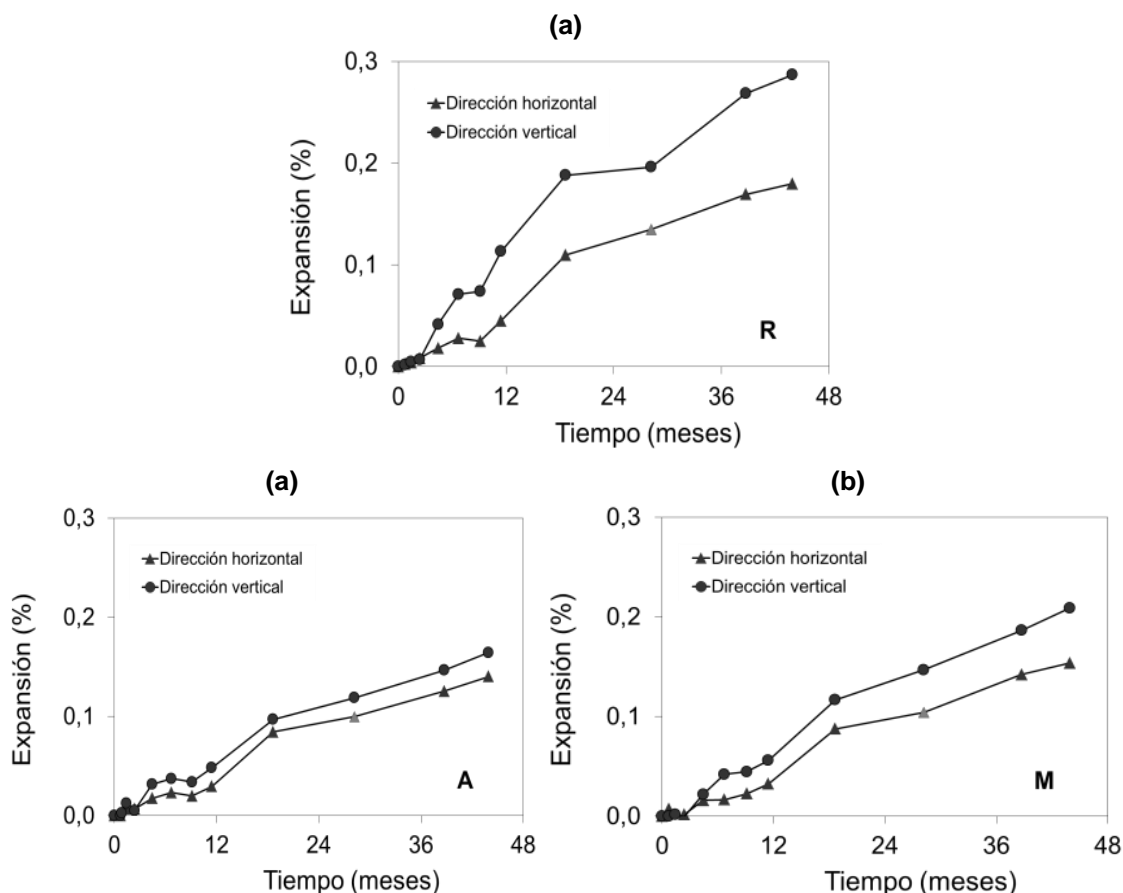 (a)
Expansión (%)
0,3
0,2
0,1
0,0
Dirección horizontal
Dirección vertical
R
0 12 24 36 48
Tiempo (meses)
(a)
Expansión (%)
0,3
0,2
0,1
0,0
Dirección horizontal
Dirección vertical
A
0 12 24 36 48
Tiempo (meses)
(b)
Expansión (%)
0,3
0,2
0,1
0,0
Dirección horizontal
Dirección vertical
M
0 12 24 36 48
Tiempo (meses)